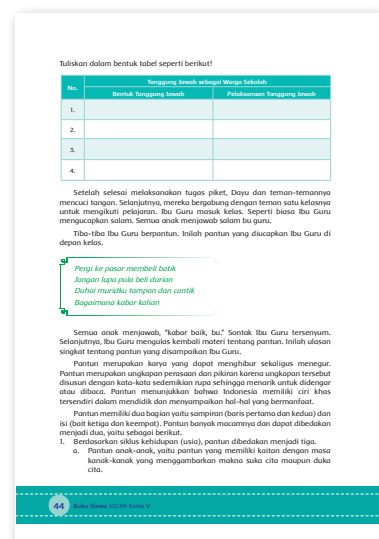 Tuliskan dalam bentuk tabel seperti berikut!
No.
Tanggung Jawab sebagai Warga Sekolah
Bentuk Tanggung Jawab
Pelaksanaan Tanggung Jawab
1.
2.
3.
4.
Setelah selesai melaksanakan tugas piket, Dayu dan teman-temannya
mencuci tangan. Selanjutnya, mereka bergabung dengan teman satu kelasnya
untuk mengikuti pelajaran. Ibu Guru masuk kelas. Seperti biasa Ibu Guru
mengucapkan salam. Semua anak menjawab salam bu guru.
Tiba-tiba Ibu Guru berpantun. Inilah pantun yang diucapkan Ibu Guru di
depan kelas.
Pergi ke pasar membeli batik
Jangan lupa pula beli durian
Duhai muridku tampan dan cantik
Bagaimana kabar kalian
Semua anak menjawab, “kabar baik, bu.” Sontak Ibu Guru tersenyum.
Selanjutnya, Ibu Guru mengulas kembali materi tentang pantun. Inilah ulasan
singkat tentang pantun yang disampaikan Ibu Guru.
Pantun merupakan karya yang dapat menghibur sekaligus menegur.
Pantun merupakan ungkapan perasaan dan pikiran karena ungkapan tersebut
disusun dengan kata-kata sedemikian rupa sehingga menarik untuk didengar
atau dibaca. Pantun menunjukkan bahwa Indonesia memiliki ciri khas
tersendiri dalam mendidik dan menyampaikan hal-hal yang bermanfaat.
Pantun memiliki dua bagian yaitu sampiran (baris pertama dan kedua) dan
isi (bait ketiga dan keempat). Pantun banyak macamnya dan dapat dibedakan
menjadi dua, yaitu sebagai berikut.
1. Berdasarkan siklus kehidupan (usia), pantun dibedakan menjadi tiga.
a. Pantun anak-anak, yaitu pantun yang memiliki kaitan dengan masa
kanak-kanak yang menggambarkan makna suka cita maupun duka
cita.
44 Buku Siswa SD/MI Kelas V